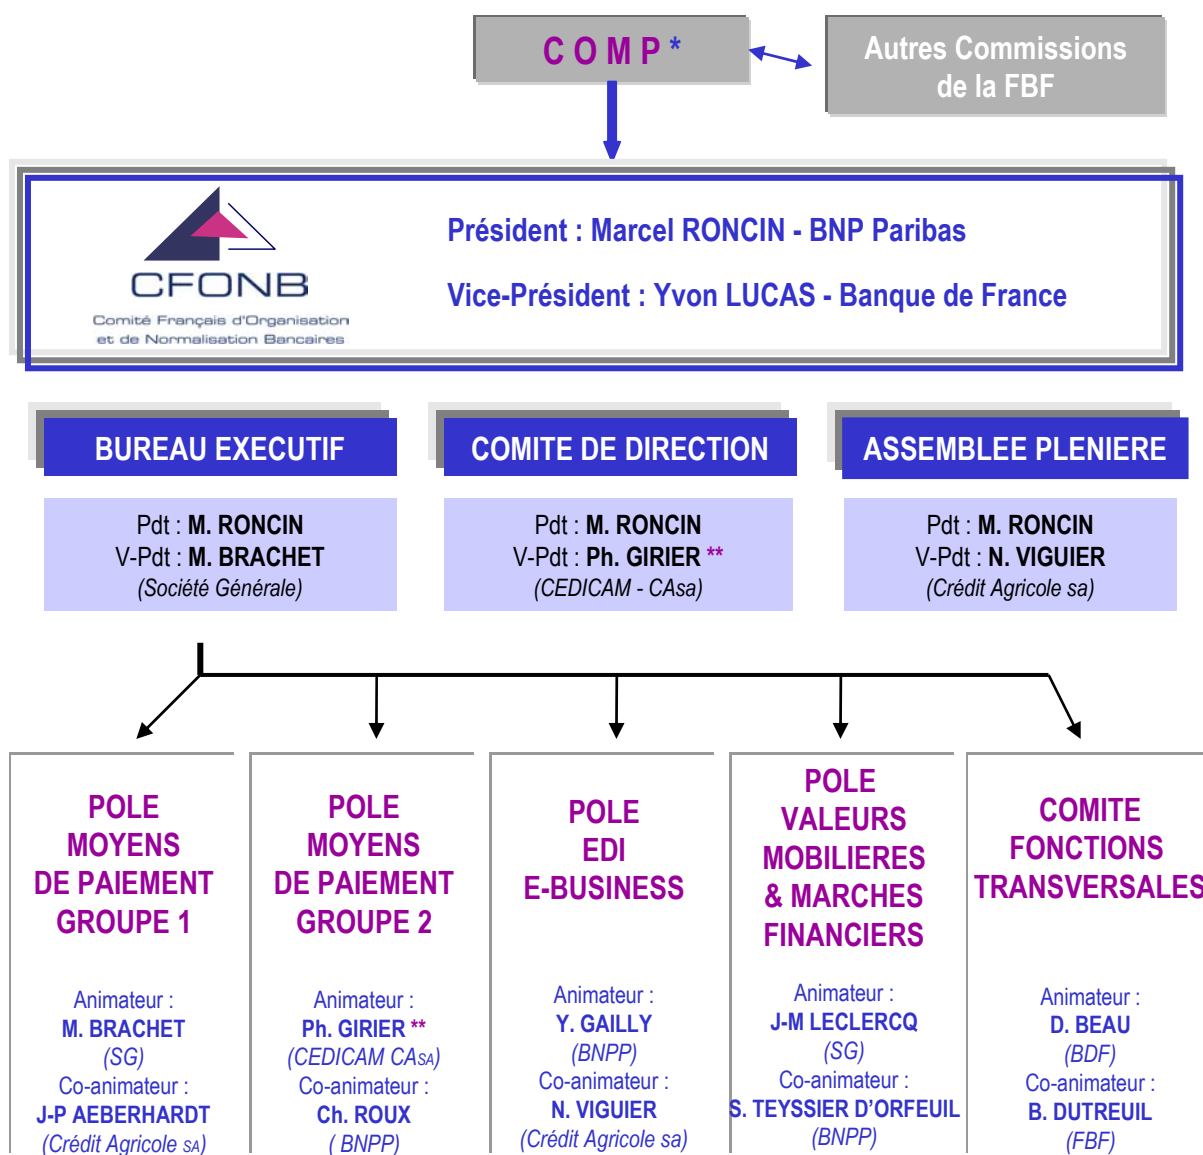 C O M P *
Autres Commissions
de la FBF
CFONB
Comité Français d'Organisation
et de Normalisation Bancaires
Président : Marcel RONCIN - BNP Paribas
Vice-Président : Yvon LUCAS - Banque de France
BUREAU EXECUTIF
Pdt : M. RONCIN
V-Pdt : M. BRACHET
(Société Générale)
COMITE DE DIRECTION
Pdt : M. RONCIN
V-Pdt : Ph. GIRIER **
(CEDICAM - CAsa)
ASSEMBLEE PLENIERE
Pdt : M. RONCIN
V-Pdt : N. VIGUIER
(Crédit Agricole sa)
POLE
MOYENS
DE PAIEMENT
GROUPE 1
Animateur :
M. BRACHET
(SG)
Co-animateur :
J-P AEBERHARDT
(Crédit Agricole SA)
POLE
MOYENS
DE PAIEMENT
GROUPE 2
Animateur :
Ph. GIRIER **
(CEDICAM CASA)
Co-animateur :
Ch. ROUX
( BNPP)
POLE
EDI
E-BUSINESS
Animateur :
Y. GAILLY
(BNPP)
Co-animateur :
N. VIGUIER
(Crédit Agricole sa)
POLE
VALEURS
MOBILIERES
& MARCHES
FINANCIERS
Animateur :
J-M LECLERCQ
(SG)
Co-animateur :
S. TEYSSIER D'ORFEUIL
(BNPP)
COMITE
FONCTIONS
TRANSVERSALES
Animateur :
D. BEAU
(BDF)
Co-animateur :
B. DUTREUIL
(FBF)